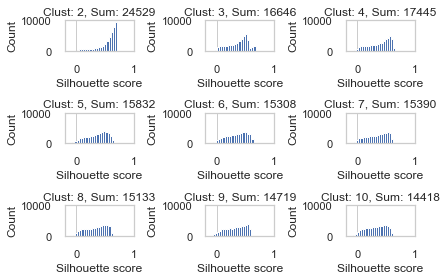 Clust: 2, Sum: 24529
10000
0
Count
0
1
Silhouette score
Clust: 3, Sum: 16646
10000
0
Count
0
1
Silhouette score
Clust: 4, Sum: 17445
10000
0
Count
0
1
Silhouette score
Clust: 5, Sum: 15832
10000
0
Count
0
1
Silhouette score
Clust: 6, Sum: 15308
10000
0
Count
0
1
Silhouette score
Clust: 7, Sum: 15390
10000
0
Count
0
1
Silhouette score
Clust: 8, Sum: 15133
10000
0
Count
0
1
Silhouette score
Clust: 9, Sum: 14719
10000
0
Count
0
1
Silhouette score
Clust: 10, Sum: 14418
10000
0
Count
0
1
Silhouette score